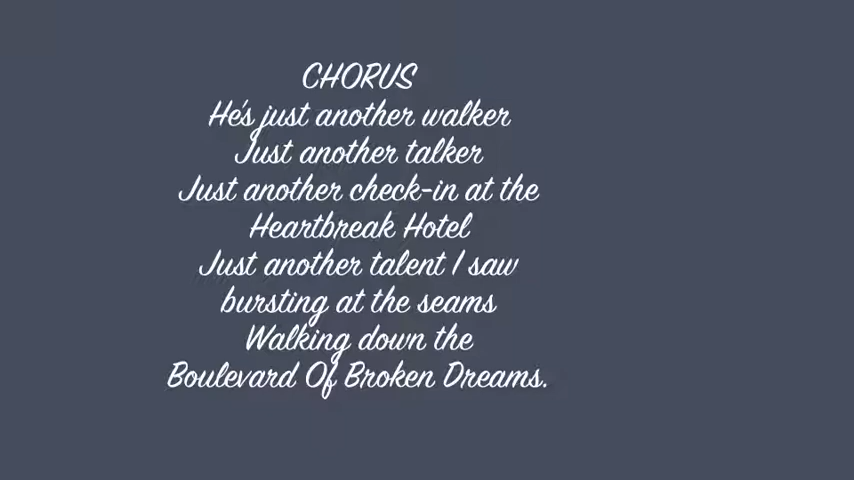 CHORUS
He's just another walker
Just another talker
Just another check-in at the
Heartbreak Hotel
Just another talent I saw
bursting at the seams
Walking down the
Boulevard Of Broken Dreams.